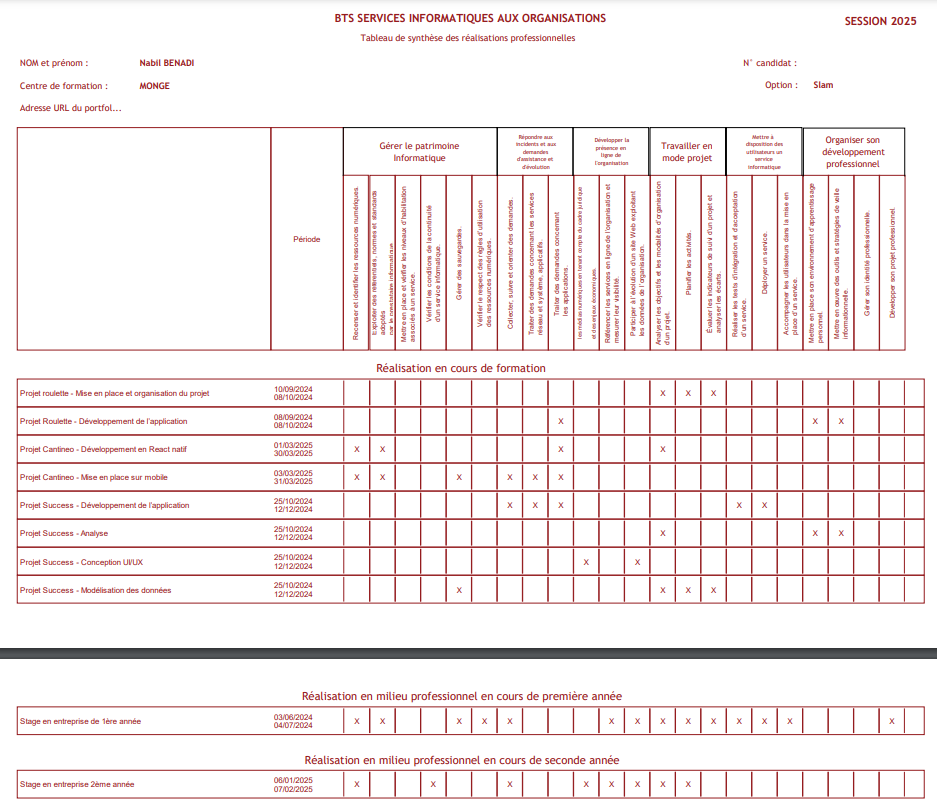 BTS SERVICES INFORMATIQUES AUX ORGANISATIONS
SESSION 2025
Tableau de synthèse des réalisations professionnelles
NOM et prénom : Nabil BENADI
N° candidat :
Centre de formation : MONGE
Option : Slam
Adresse URL du portfol...
Période
Gérer le patrimoine
Informatique
Répondre aux
incidents et aux
demandes
d'assistance et
d'évolution
Développer la
présence en
ligne de
l'organisation
Travailler en
mode projet
Mettre à
disposition des
utilisateurs un
service
informatique
Organiser son
développement
professionnel
Recenser et identifier les ressources numériques.
Exploiter des référentiels, normes et standards
adoptés
par le prestataire informatique
Mettre en place et vérifier les niveaux d'habilitation
associés à un service.
Vérifier les conditions de la continuité
d'un service informatique.
Gérer des sauvegardes.
Vérifier le respect des règles d'utilisation
des ressources numériques.
Collecter, suivre et orienter des demandes.
Traiter des demandes concernant les services
réseau et système, applicatifs.
Traiter des demandes concernant
les applications.
les médias numériques en tenant compte du cadre juridique
et des enjeux économiques.
Référencer les services en ligne de l'organisation et
mesurer leur visibilité.
Participer à l'évolution d'un site Web exploitant
les données de l'organisation.
Analyser les objectifs et les modalités d'organisation
d'un projet.
Planifier les activités.
Évaluer les indicateurs de suivi d'un projet et
analyser les écarts.
Réaliser les tests d'intégration et d'acceptation
d'un service.
Déployer un service.
Accompagner les utilisateurs dans la mise en
place d'un service
Mettre en place son environnement d'apprentissage
personnel.
Mettre en œuvre des outils et stratégies de veille
informationnelle.
Gérer son identité professionnelle.
Développer son projet professionnel.
Réalisation en cours de formation
Projet roulette - Mise en place et organisation du projet 10/09/2024 X X X
08/10/2024
Projet Roulette - Développement de l'application 08/09/2024 X X X
08/10/2024
Projet Cantineo - Développement en React natif 01/03/2025 X X X X
30/03/2025
Projet Cantineo - Mise en place sur mobile 03/03/2025 X X X X X X
31/03/2025
Projet Success - Développement de l'application 25/10/2024 X X X X X
12/12/2024
Projet Success - Analyse 25/10/2024 X X X
12/12/2024
Projet Success - Conception UI/UX 25/10/2024 X X
12/12/2024
Projet Success - Modélisation des données 25/10/2024 X X X X
12/12/2024
Réalisation en milieu professionnel en cours de première année
Stage en entreprise de 1ère année 03/06/2024 X X X X X X X X X X X X X X
04/07/2024
Réalisation en milieu professionnel en cours de seconde année
Stage en entreprise 2ème année 06/01/2025 X X X X X X X X
07/02/2025